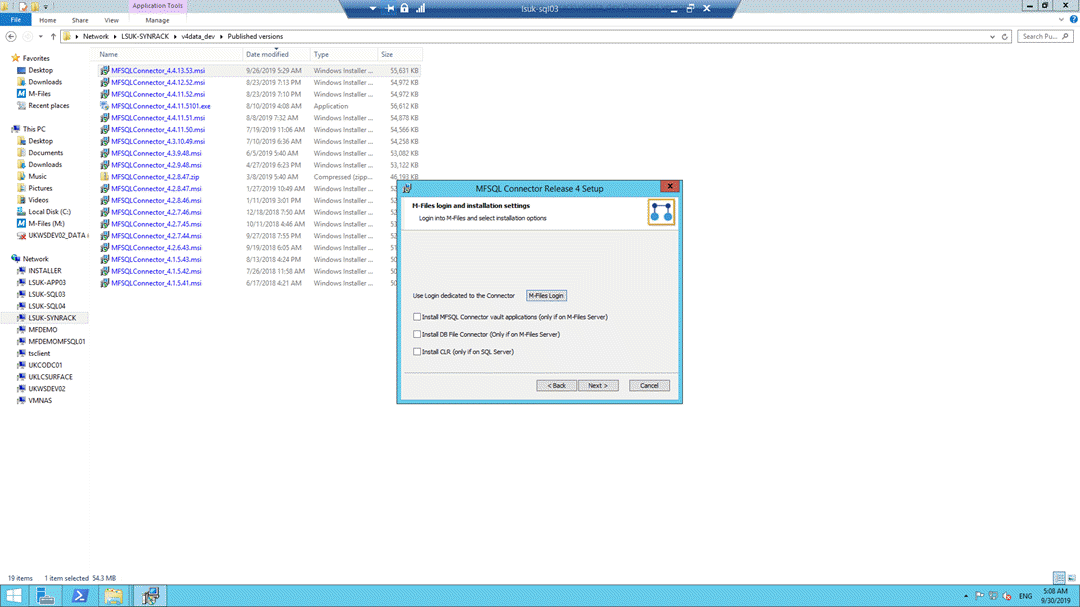 Application Tools
lsuk-sql03
File Home Share View Manage
Network LSUK-SYNRACK v4data_dev Published versions
Search Pu...
Name Date modified Type Size
Favorites
Desktop
Downloads
M-Files
Recent places
This PC
Desktop
Documents
Downloads
Music
Pictures
Videos
Local Disk (C:)
M-Files (M:)
UKWSDEV02_DATA
Network
INSTALLER
LSUK-APP03
LSUK-SQL03
LSUK-SQL04
LSUK-SYNRACK
MFDEMO
MFDEMOMFSQL01
tsclient
UKCODC01
UKLCSURFACE
UKWSDEV02
VMNAS
MFSQLConnector_4.4.13.53.msi 9/26/2019 5:29 AM Windows Installer ... 55,631 KB
MFSQLConnector_4.4.12.52.msi 8/23/2019 7:13 PM Windows Installer ... 54,972 KB
MFSQLConnector_4.4.11.52.msi 8/23/2019 7:10 PM Windows Installer ... 54,972 KB
MFSQLConnector_4.4.11.5101.exe 8/10/2019 4:08 AM Application 56,612 KB
MFSQLConnector_4.4.11.51.msi 8/8/2019 7:32 AM Windows Installer ... 54,878 KB
MFSQLConnector_4.4.11.50.msi 7/19/2019 11:06 AM Windows Installer ... 54,566 KB
MFSQLConnector_4.3.10.49.msi 7/10/2019 6:36 AM Windows Installer ... 54,258 KB
MFSQLConnector_4.3.9.48.msi 6/5/2019 5:40 AM Windows Installer ... 53,082 KB
MFSQLConnector_4.2.9.48.msi 4/27/2019 6:23 PM Windows Installer ... 53,122 KB
MFSQLConnector_4.2.8.47.zip 3/8/2019 5:40 AM Compressed (zipp... 46,193 KB
MFSQLConnector_4.2.8.47.msi 1/27/2019 10:49 AM Windows Installer ...
MFSQLConnector_4.2.8.46.msi 1/11/2019 3:01 PM Windows Installer ... 52
MFSQLConnector_4.2.7.46.msi 12/18/2018 7:50 AM Windows Installer ... 52
MFSQLConnector_4.2.7.45.msi 10/11/2018 4:46 AM Windows Installer ... 53
MFSQLConnector_4.2.7.44.msi 9/27/2018 7:55 PM Windows Installer ... 52
MFSQLConnector_4.2.6.43.msi 9/19/2018 6:05 AM Windows Installer ... 51
MFSQLConnector_4.1.5.43.msi 8/13/2018 4:24 PM Windows Installer ... 50
MFSQLConnector_4.1.5.42.msi 7/26/2018 11:58 AM Windows Installer ... 50
MFSQLConnector_4.1.5.41.msi 6/17/2018 4:21 AM Windows Installer ... 50
MFSQL Connector Release 4 Setup
X
M-Files login and installation settings
Login into M-Files and select installation options
Use Login dedicated to the Connector M-Files Login
Install MFSQL Connector vault applications (only if on M-Files Server)
Install DB File Connector (Only if on M-Files Server)
Install CLR (only if on SQL Server)
< Back Next > Cancel
19 items 1 item selected 54.3 MB
ENG
5:08 AM
9/30/2019